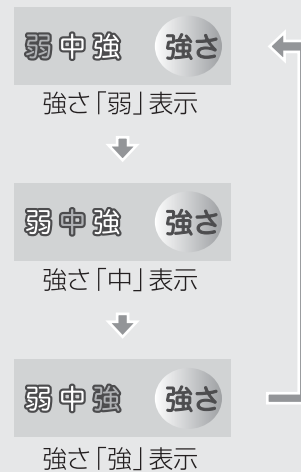 弱 中 強 強さ
強さ「弱」表示
弱 中 強 強さ
強さ「中」表示
弱 中 強 強さ
強さ「強」表示